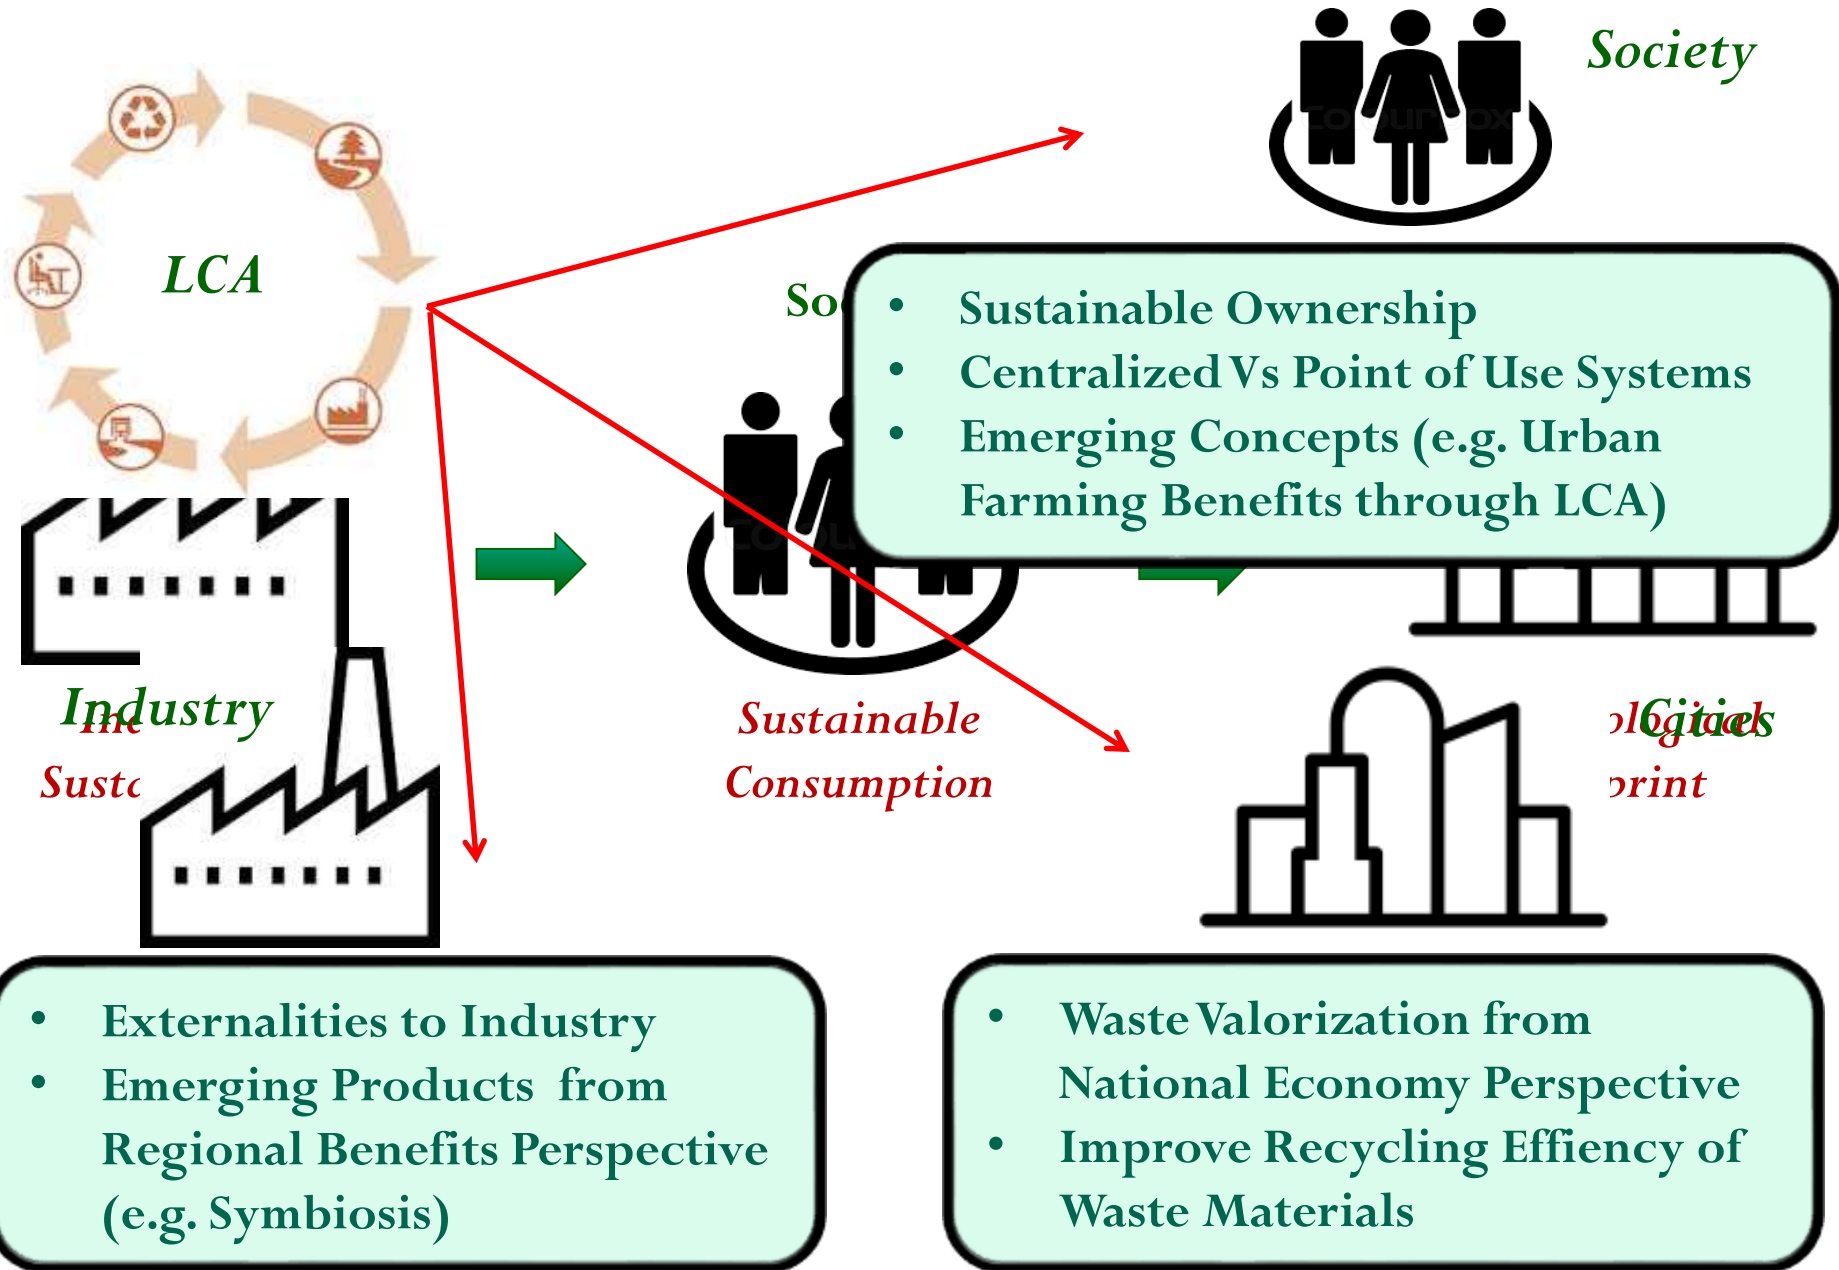 Society
LCA
• Sustainable Ownership
• Centralized Vs Point of Use Systems
• Emerging Concepts (e.g. Urban
Farming Benefits through LCA)
Industry
Sustainable
Consumption
Cities
• Externalities to Industry
• Emerging Products from
Regional Benefits Perspective
(e.g. Symbiosis)
• Waste Valorization from
National Economy Perspective
• Improve Recycling Effiency of
Waste Materials